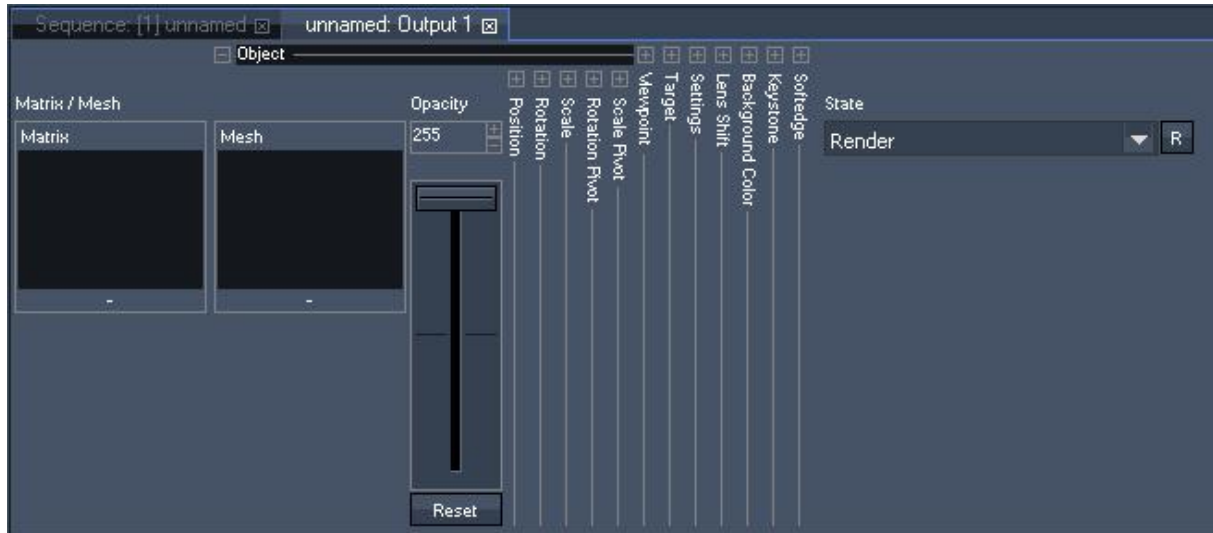 Sequence: [1] unnamed
unnamed: Output 1
Object
Matrix / Mesh
Matrix
Mesh
-
-
Opacity
255
Reset
Position
Rotation
Scale
Rotation Pivot
Scale Pivot
Viewpoint
Target
Settings
Lens Shift
Background Color
Keystone
Softedge
State
Render
R